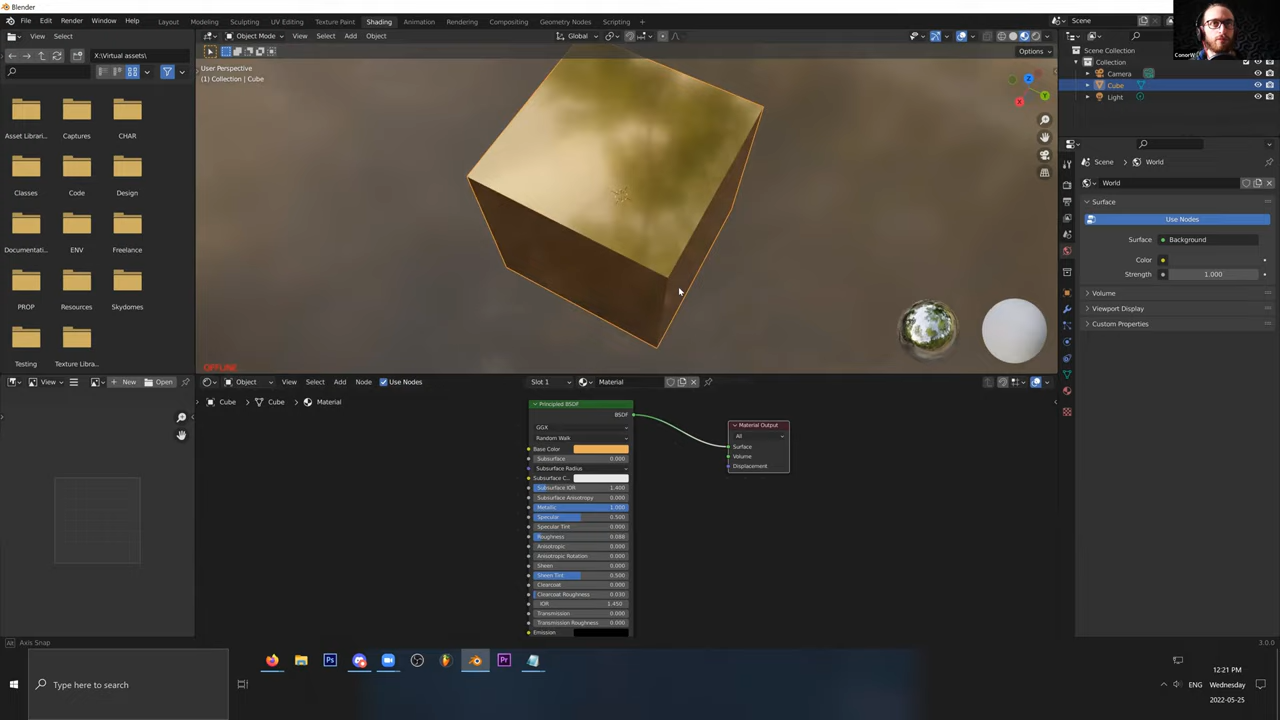 Blender
File Edit Render Window Help Layout Modeling Sculpting UV Editing Texture Paint Shading Animation Rendering Compositing Geometry Nodes Scripting + Scene
Object Mode View Select Add Object Global
View Select
Options
ConorW
X:\Virtual assets\
User Perspective
(1) Collection | Cube
Scene Collection
Collection
Camera
Cube
Light
Asset Librari...
Captures
CHAR
Classes
Code
Design
Documentati...
ENV
Freelance
PROP
Resources
Skydomes
Testing
Texture Libra...
Z
Y
X
Scene
World
World
Surface
Use Nodes
Surface Background
Color
Strength 1.000
Volume
Viewport Display
Custom Properties
OFFLINE
View New Open
Object View Select Add Node Use Nodes Slot 1 Material
Cube Cube Material
Principled BSDF
BSDF
GGX
Random Walk
Base Color
Subsurface 0.000
Subsurface Radius
Subsurface C...
Subsurface IOR 1.400
Subsurface Anisotropy 0.000
Metallic 1.000
Specular 0.500
Specular Tint 0.000
Roughness 0.088
Anisotropic 0.000
Anisotropic Rotation 0.000
Sheen 0.000
Sheen Tint 0.500
Clearcoat 0.000
Clearcoat Roughness 0.030
IOR 1.450
Transmission 0.000
Transmission Roughness 0.000
Emission
Material Output
All
Surface
Volume
Displacement
Axis Snap
3.0.0
Ps
Pr
Type here to search
ENG
12:21 PM
Wednesday
2022-05-25